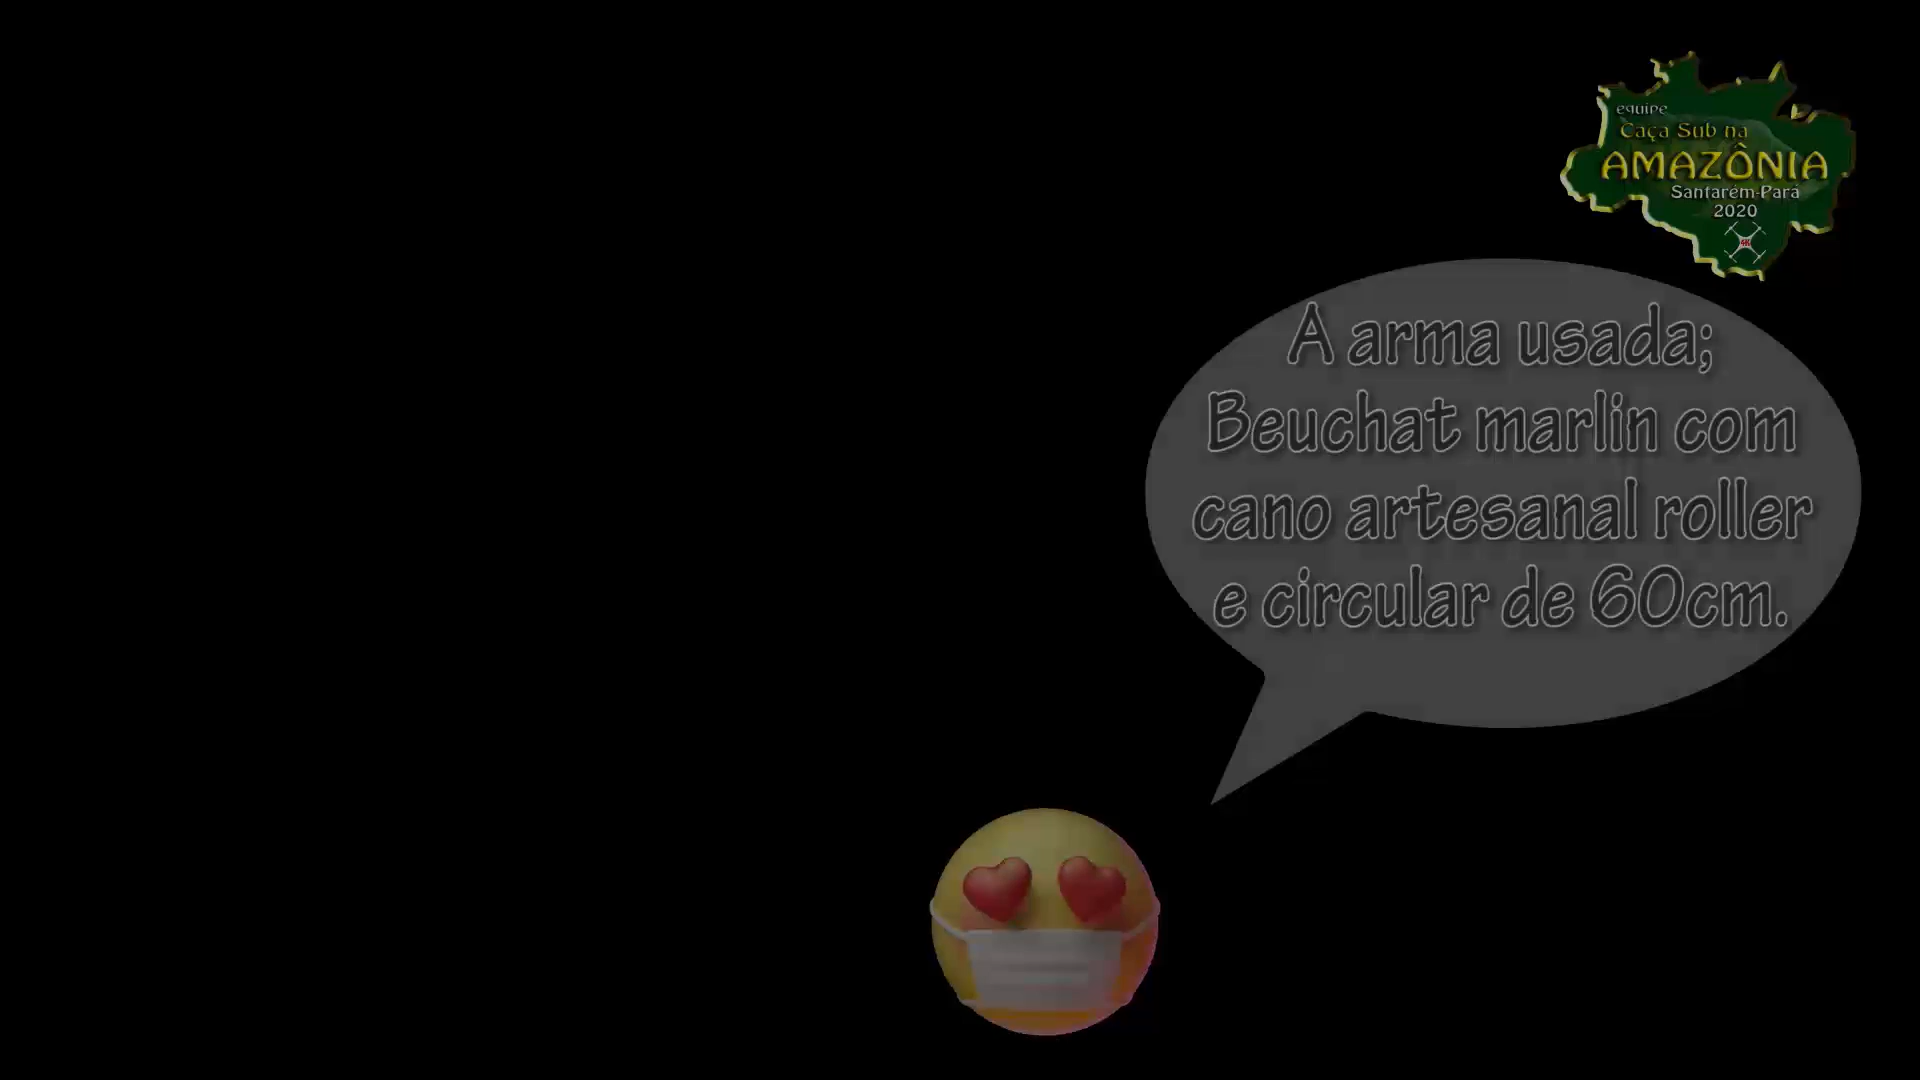 equipe
Caça Sub na
AMAZÔNIA
Santarém-Pará
2020
A arma usada;
Beuchat marlin com
cano artesanal roller
e circular de 60cm.